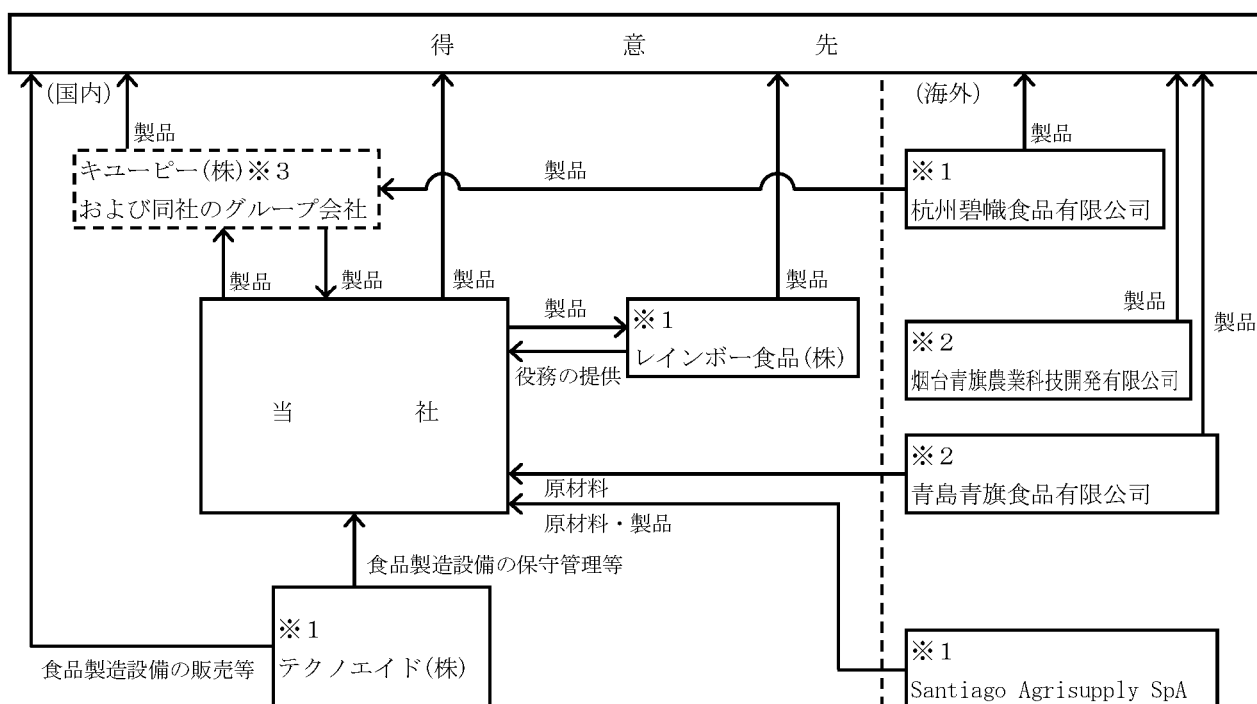 得意先
(国内)
(海外)
製品
製品
キユーピー(株)※3
および同社のグループ会社
製品
※1
杭州碧幟食品有限公司
製品
製品
製品
製品
※1
レインボー食品(株)
役務の提供
製品
製品
※2
烟台青旗農業科技開発有限公司
当社
※2
青島青旗食品有限公司
原材料
原材料・製品
食品製造設備の保守管理等
※1
テクノエイド(株)
食品製造設備の販売等
※1
Santiago Agrisupply SpA